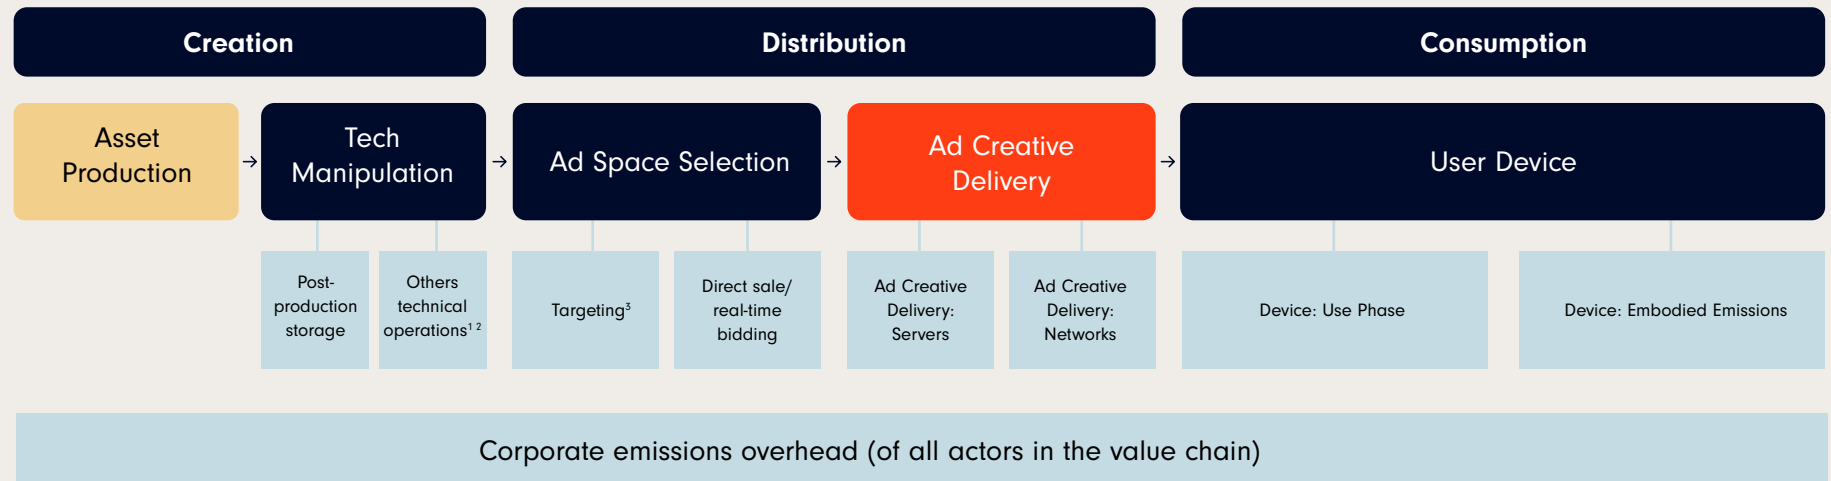 Creation
Distribution
Consumption
Asset
Production
→
Tech
Manipulation
→
Ad Space Selection
→
Ad Creative
Delivery
→
User Device
Post-
production
storage
Others
technical
operations¹ ²
Targeting³
Direct sale/
real-time
bidding
Ad Creative
Delivery:
Servers
Ad Creative
Delivery:
Networks
Device: Use Phase
Device: Embodied Emissions
Corporate emissions overhead (of all actors in the value chain)